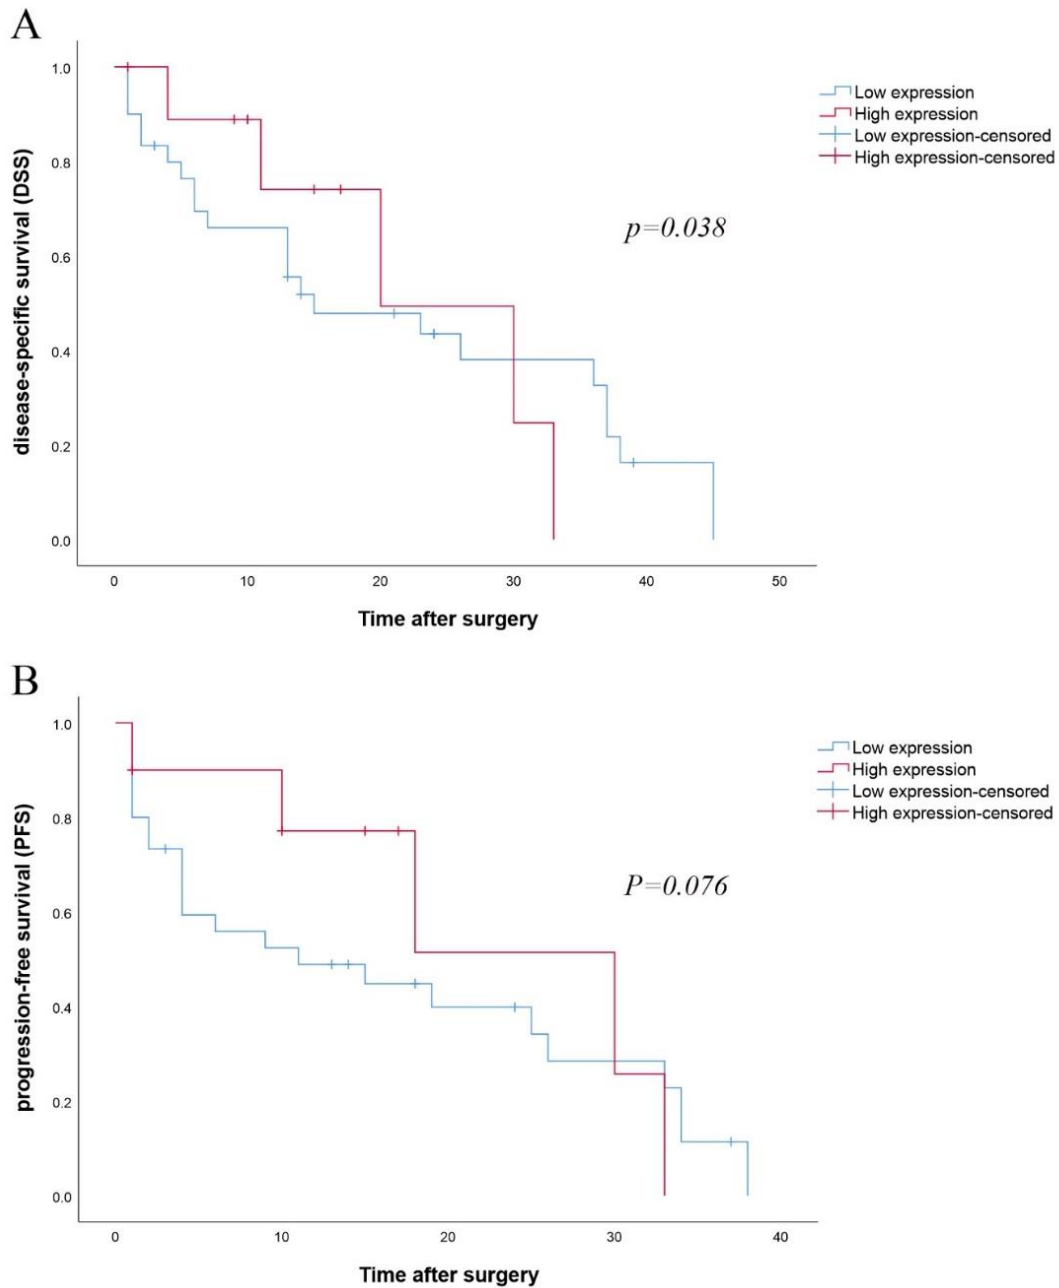 A
disease-specific survival (DSS)
1.0
0.8
0.6
0.4
0.2
0.0
0 10 20 30 40 50
Time after surgery
Low expression
High expression
Low expression-censored
High expression-censored
p=0.038
B
progression-free survival (PFS)
1.0
0.8
0.6
0.4
0.2
0.0
0 10 20 30 40
Time after surgery
Low expression
High expression
Low expression-censored
High expression-censored
P=0.076